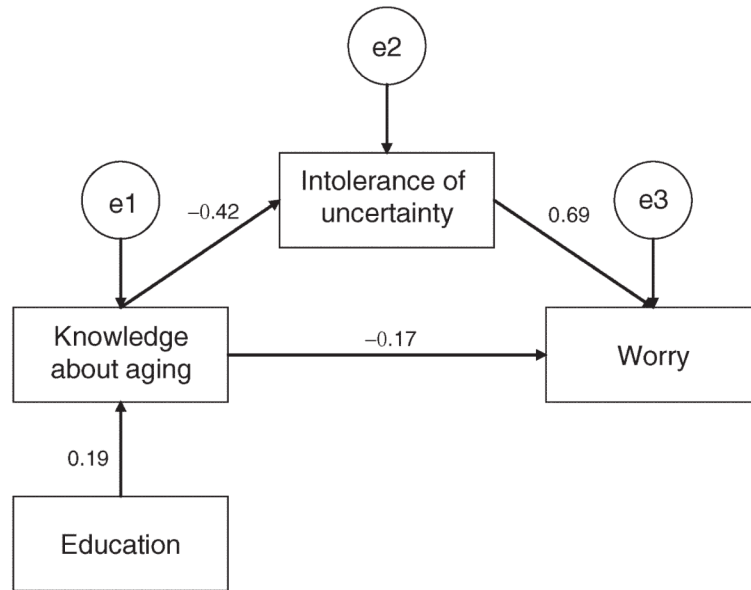 e2
Intolerance of
uncertainty
e1
−0.42
0.69
e3
Knowledge
about aging
−0.17
Worry
0.19
Education